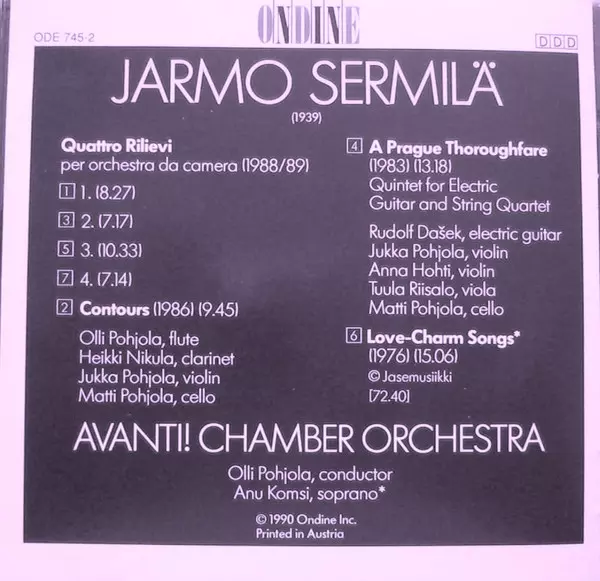 ONDINE
ODE 745-2
DDD
JARMO SERMILÄ
(1939)
Quattro Rilievi
per orchestra da camera (1988/89)
1 1. (8.27)
3 2. (7.17)
5 3. (10.33)
7 4. (7.14)
2 Contours (1986) (9.45)
Olli Pohjola, flute
Heikki Nikula, clarinet
Jukka Pohjola, violin
Matti Pohjola, cello
4 A Prague Thoroughfare
(1983) (13.18)
Quintet for Electric
Guitar and String Quartet
Rudolf Dašek, electric guitar
Jukka Pohjola, violin
Anna Hohti, violin
Tuula Riisalo, viola
Matti Pohjola, cello
6 Love-Charm Songs*
(1976) (15.06)
© Jasemusiikki
[72.40]
AVANTI! CHAMBER ORCHESTRA
Olli Pohjola, conductor
Anu Komsi, soprano*
© 1990 Ondine Inc.
Printed in Austria